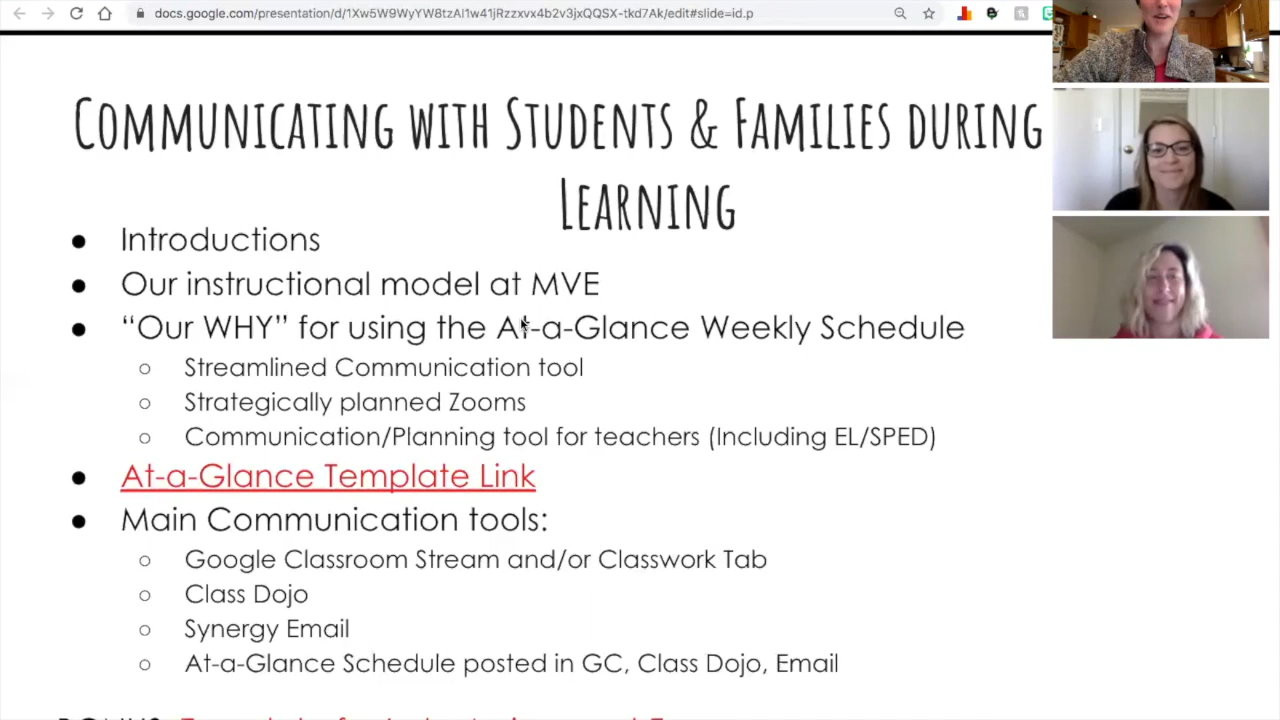 docs.google.com/presentation/d/1Xw5W9WyYW8tzAI1w41jRzzxvx4b2v3jxQQSX-tkd7Ak/edit#slide=id.p
Communicating with Students & Families during
Learning
● Introductions
● Our instructional model at MVE
● “Our WHY” for using the At-a-Glance Weekly Schedule
○ Streamlined Communication tool
○ Strategically planned Zooms
○ Communication/Planning tool for teachers (Including EL/SPED)
● At-a-Glance Template Link
● Main Communication tools:
○ Google Classroom Stream and/or Classwork Tab
○ Class Dojo
○ Synergy Email
○ At-a-Glance Schedule posted in GC, Class Dojo, Email